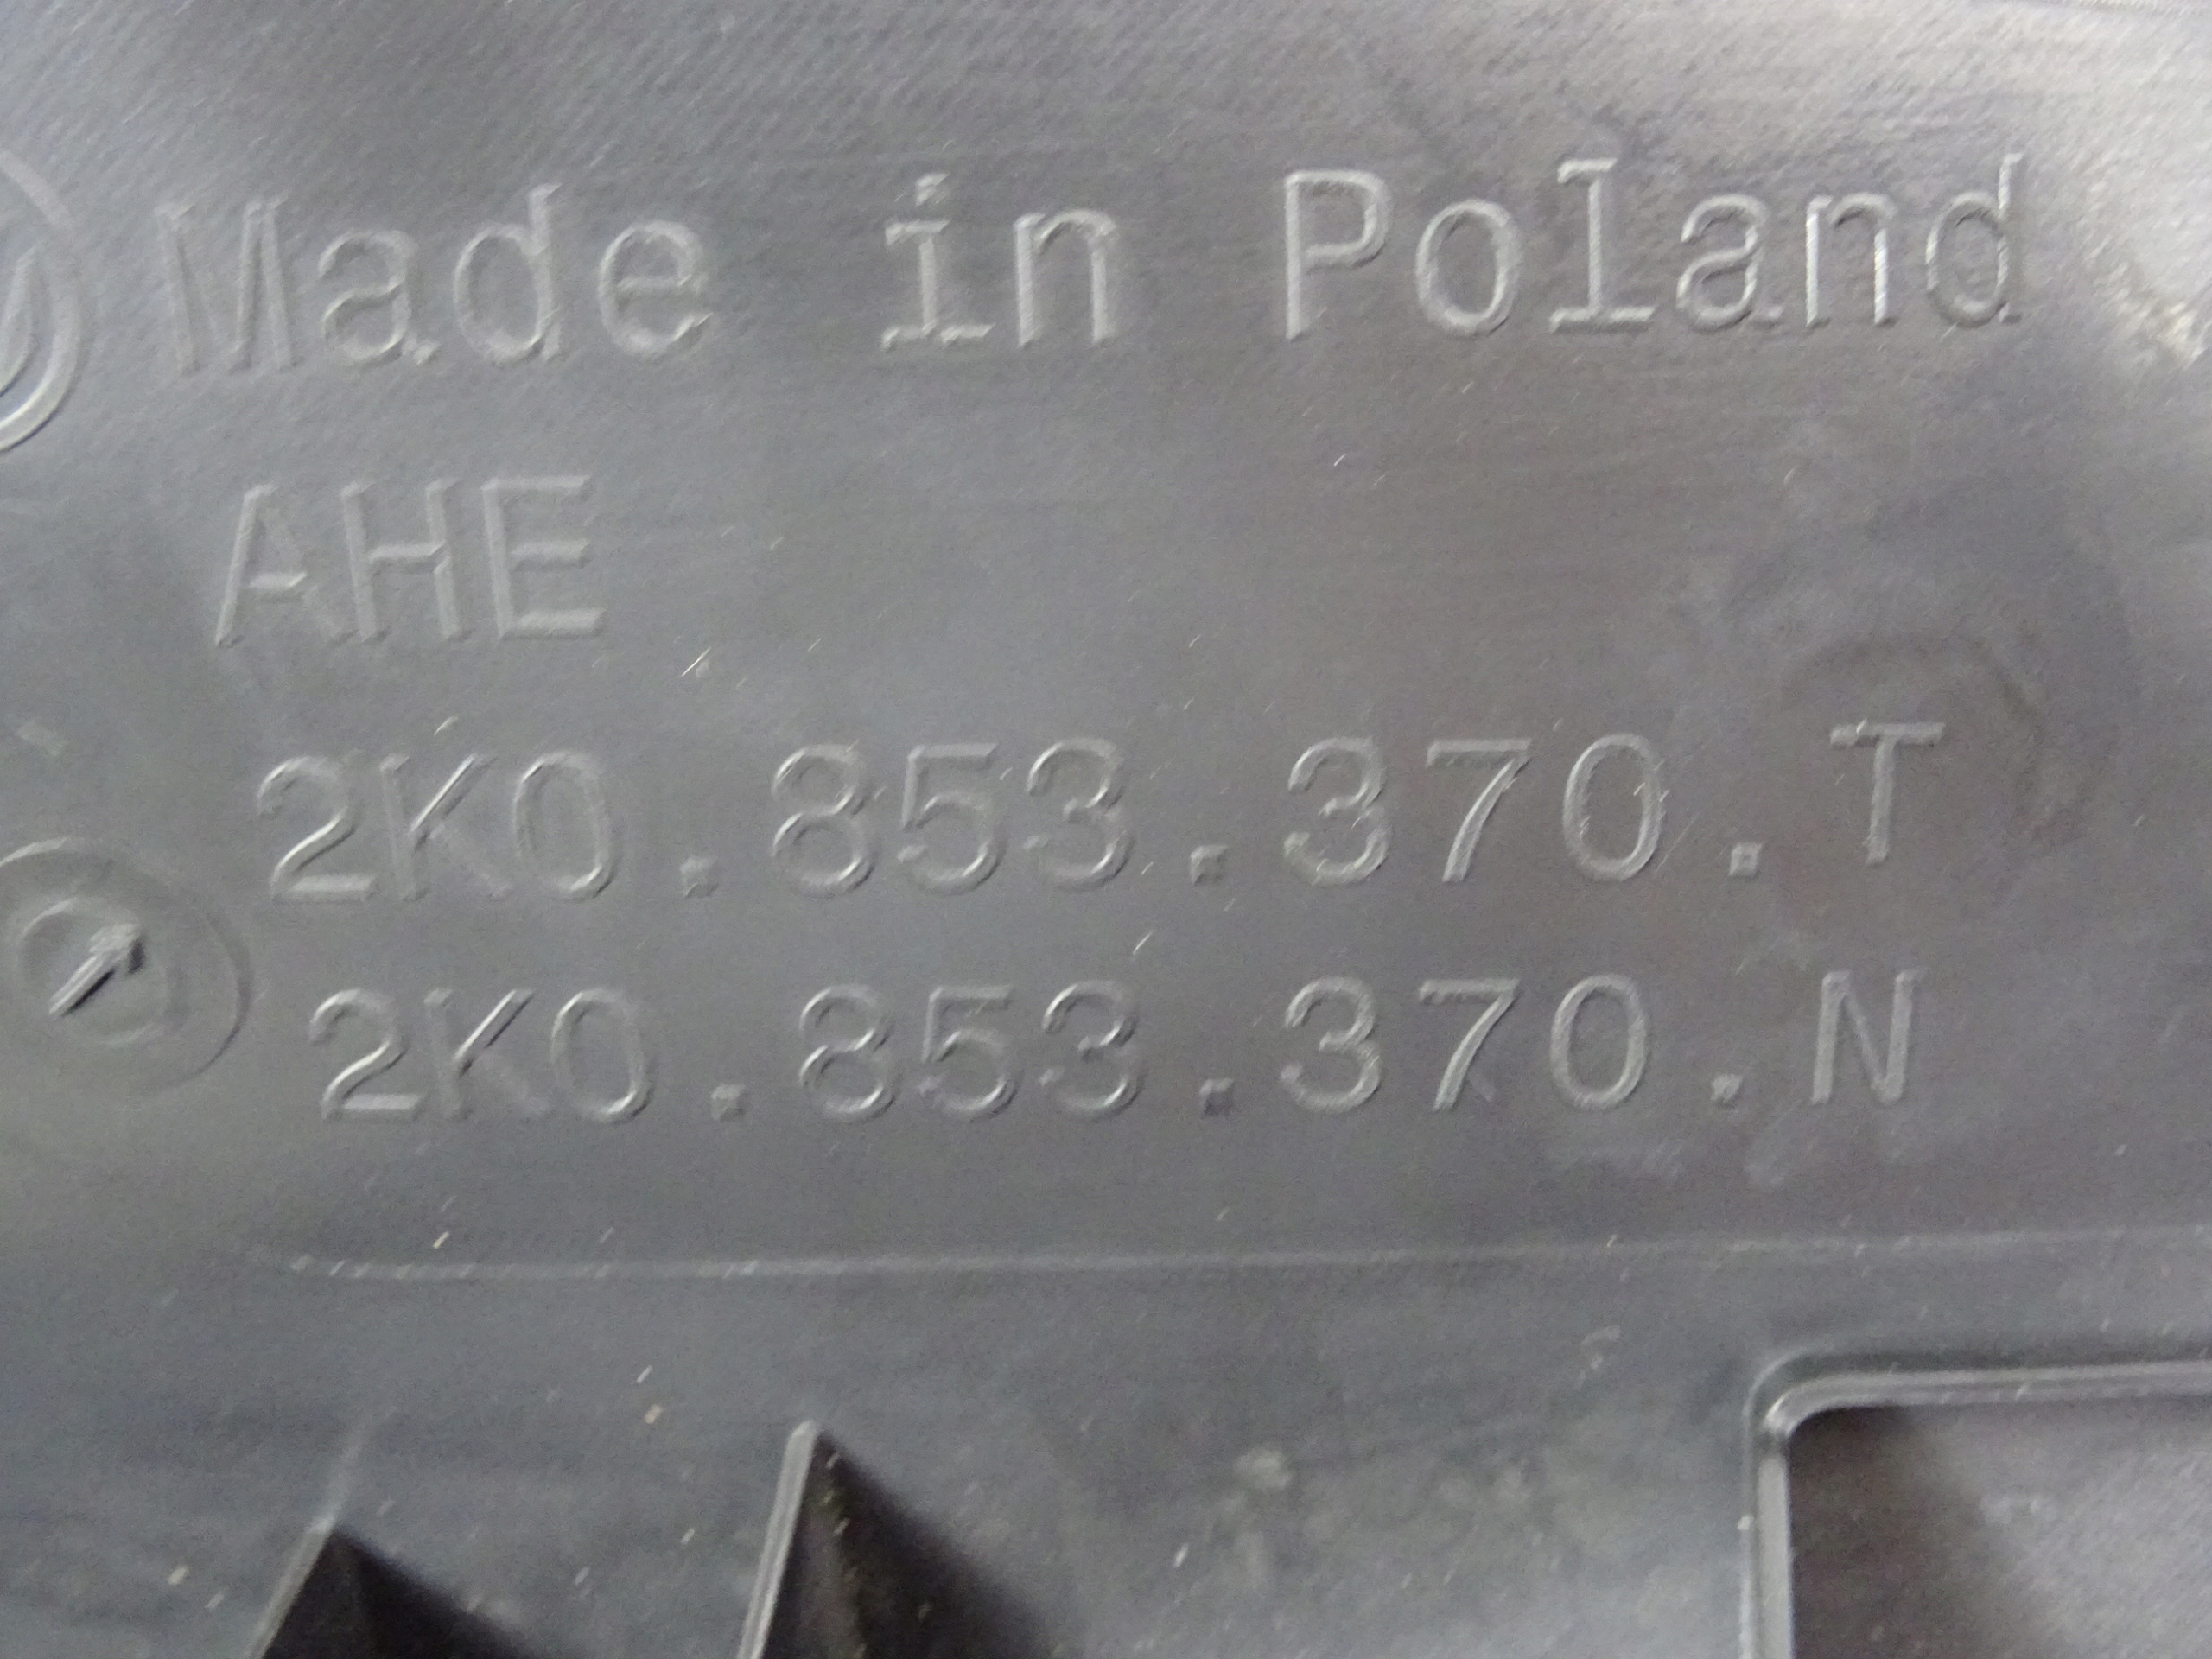 Made in Poland
AHE
2K0.853.370.T
2K0.853.370.N